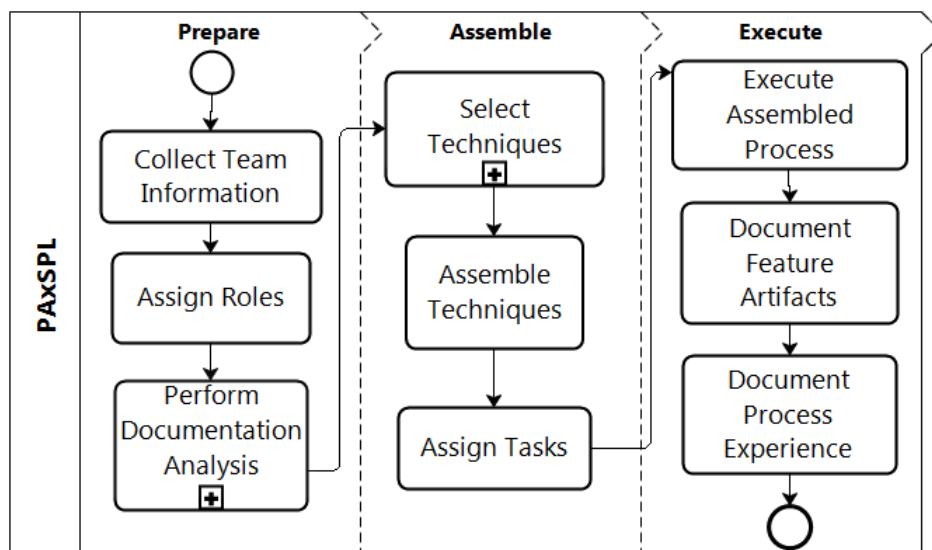 PAxSPL
Prepare
Assemble
Execute
Collect Team
Information
Assign Roles
Perform
Documentation
Analysis
Select
Techniques
Assemble
Techniques
Assign Tasks
Execute
Assembled
Process
Document
Feature
Artifacts
Document
Process
Experience